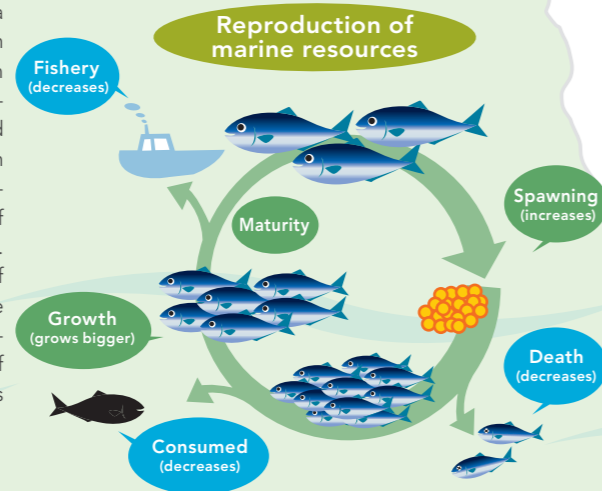 Reproduction of
marine resources
Fishery
(decreases)
Spawning
(increases)
Maturity
Growth
(grows bigger)
Death
(decreases)
Consumed
(decreases)